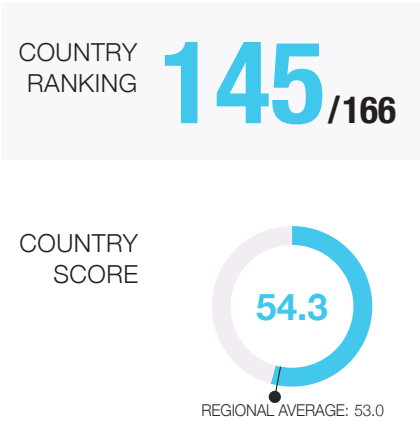 COUNTRY
RANKING
145/166
COUNTRY
SCORE
54.3
REGIONAL AVERAGE: 53.0